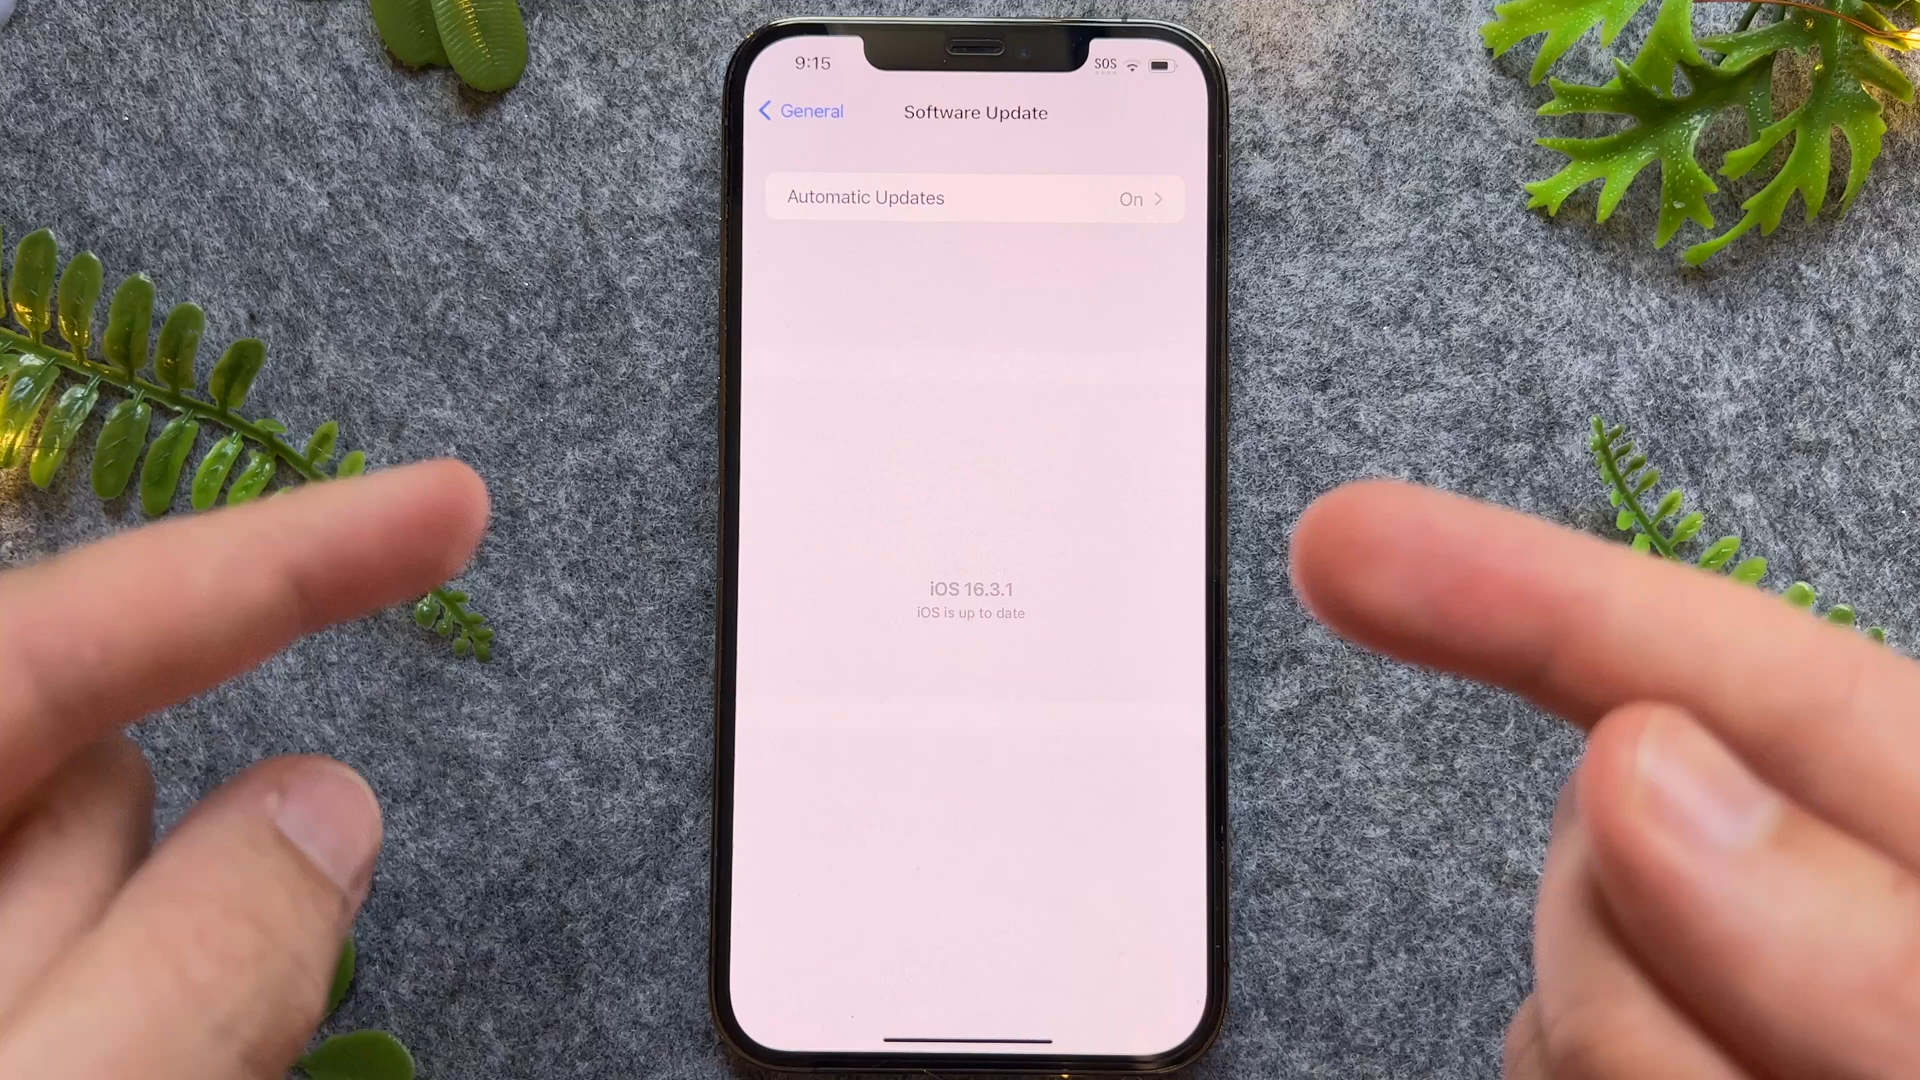 9:15
SOS
General
Software Update
Automatic Updates
On
iOS 16.3.1
iOS is up to date